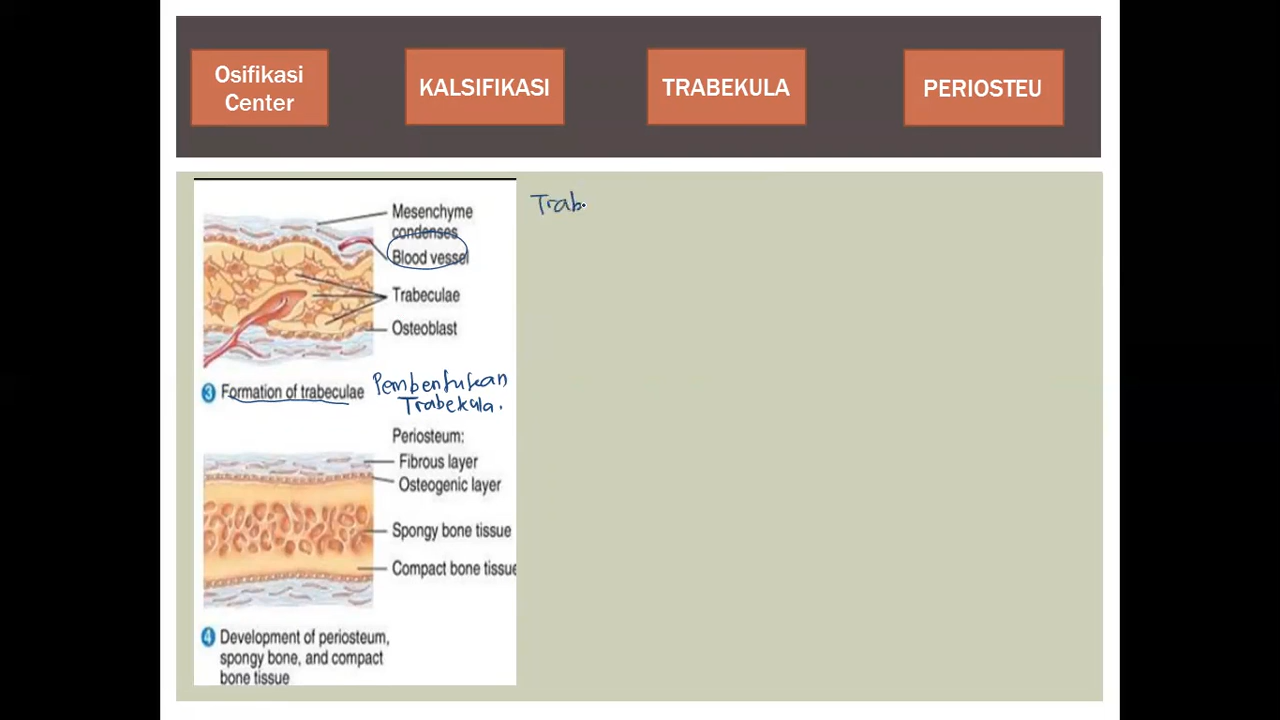 Osifikasi
Center
KALSIFIKASI
TRABEKULA
PERIOSTEU
Trab
Mesenchyme
condenses
Blood vessel
Trabeculae
Osteoblast
3 Formation of trabeculae
Pembentukan
Trabekula.
Periosteum:
Fibrous layer
Osteogenic layer
Spongy bone tissue
Compact bone tissue
4 Development of periosteum,
spongy bone, and compact
bone tissue